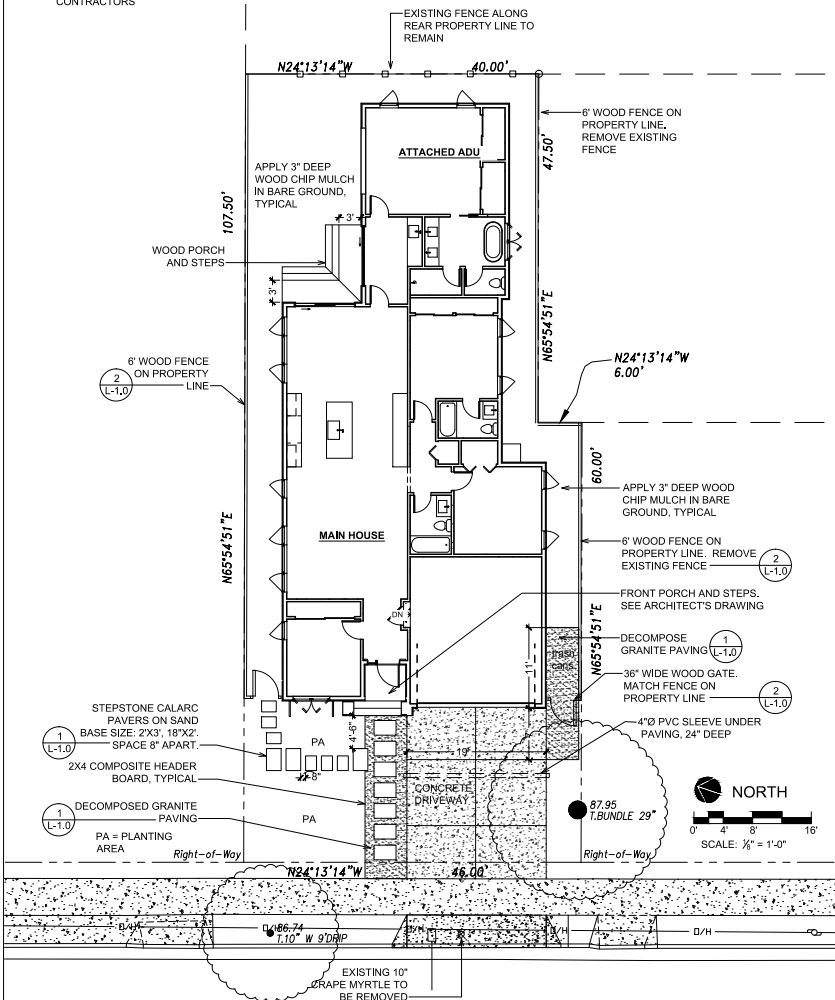 CONTRACTORS
EXISTING FENCE ALONG
REAR PROPERTY LINE TO
REMAIN
N24°13'14"W
40.00'
6' WOOD FENCE ON
PROPERTY LINE.
REMOVE EXISTING
FENCE
47.50'
ATTACHED ADU
APPLY 3" DEEP
WOOD CHIP MULCH
IN BARE GROUND,
TYPICAL
107.50'
3'
WOOD PORCH
AND STEPS
3'
N65°54'51"E
N24°13'14"W
6.00'
6' WOOD FENCE
ON PROPERTY
LINE
2
L-1.0
60.00'
APPLY 3" DEEP WOOD
CHIP MULCH IN BARE
GROUND, TYPICAL
N65°54'51"E
MAIN HOUSE
6' WOOD FENCE ON
PROPERTY LINE. REMOVE
EXISTING FENCE
2
L-1.0
FRONT PORCH AND STEPS.
SEE ARCHITECT'S DRAWING
DN
N65°54'51"E
DECOMPOSE
GRANITE PAVING
1
L-1.0
trash
cans
11'
36" WIDE WOOD GATE.
MATCH FENCE ON
PROPERTY LINE
2
L-1.0
STEPSTONE CALARC
PAVERS ON SAND
BASE SIZE: 2'X3', 18"X2'.
SPACE 8" APART.
1
L-1.0
PA
4'-6"
4"Ø PVC SLEEVE UNDER
PAVING, 24" DEEP
19'
8"
2X4 COMPOSITE HEADER
BOARD, TYPICAL
CONCRETE
DRIVEWAY
87.95
T.BUNDLE 29"
NORTH
0' 4' 8' 16'
SCALE: ⅛" = 1'-0"
DECOMPOSED GRANITE
PAVING
1
L-1.0
PA
PA = PLANTING
AREA
Right-of-Way
Right-of-Way
N24°13'14"W
46.00'
86.74
T.10" W 9'DRIP
EXISTING 10"
CRAPE MYRTLE TO
BE REMOVED